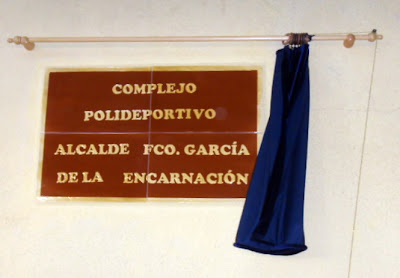 COMPLEJO
POLIDEPORTIVO
ALCALDE FCO. GARCÍA
DE LA ENCARNACIÓN